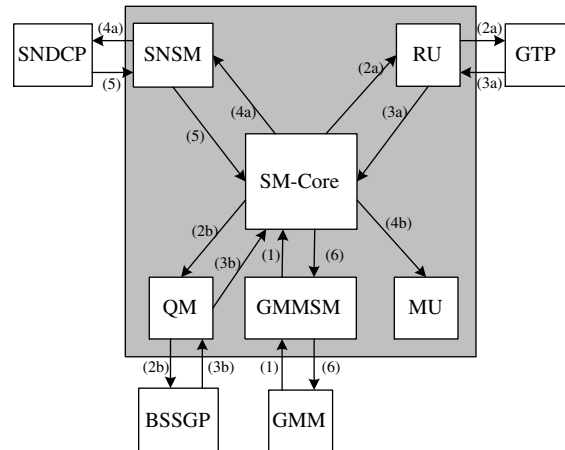 (4a)
(2a)
SNDCP
SNSM
RU
GTP
(5)
(2a)
(3a)
(4a)
(3a)
(5)
SM-Core
(2b)
(4b)
(3b)
(1)
(6)
QM
GMMSM
MU
(2b)
(3b)
(1)
(6)
BSSGP
GMM